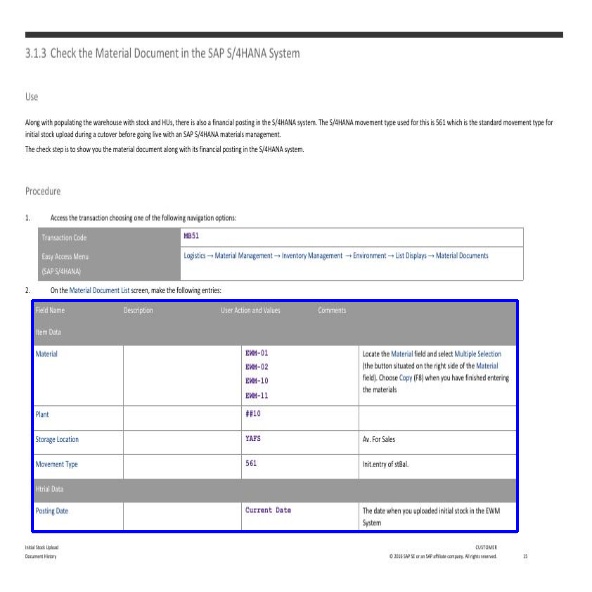 3.1.3 Check the Material Document in the SAP S/4HANA System
Use
Along with populating the warehouse with stock and HUs, there is also a financial posting in the S/4HANA system. The S/4HANA movement type used for this is 561 which is the standard movement type for
initial stock upload during a cutover before going live with an SAP S/4HANA materials management.
The check step is to show you the material document along with its financial posting in the S/4HANA system.
Procedure
1. Access the transaction choosing one of the following navigation options:
Transaction Code MB51
Easy Access Menu Logistics → Material Management → Inventory Management → Environment → List Displays → Material Documents
(SAP S/4HANA)
2. On the Material Document List screen, make the following entries:
Field Name Description User Action and Values Comments
Item Data
Material EWM-01 Locate the Material field and select Multiple Selection
EWM-02 (the button situated on the right side of the Material
EWM-10 field). Choose Copy (F8) when you have finished entering
EWM-11 the materials
Plant ##10
Storage Location YAFS Av. For Sales
Movement Type 561 Init.entry of stBal.
Htrial Data
Posting Date Current Date The date when you uploaded initial stock in the EWM
System
Initial Stock Upload CUSTOMER
Document History © 2016 SAP SE or an SAP affiliate company. All rights reserved.